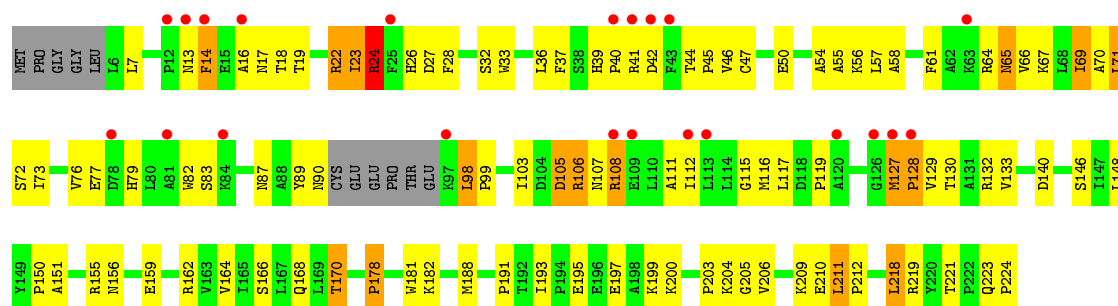 MET PRO GLY GLY LEU L6 L7 P12 N13 F14 E15 A16 N17 T18 T19 R22 I23 R24 F25 H26 D27 F28 S32 W33 L36 F37 S38 H39 P40 R41 D42 F43 T44 P45 V46 C47 E50 A54 A55 K56 L57 A58 F61 A62 K63 R64 N65 V66 K67 L68 I69 A70 L71
S72 I73 V76 E77 D78 H79 L80 A81 W82 S83 K84 N87 A88 Y89 N90 CYS GLU GLU PRO THR GLU K97 L98 P99 I103 D104 D105 R106 N107 R108 E109 L110 A111 I112 L113 L114 G115 M116 L117 D118 P119 A120 G126 M127 P128 V129 T130 A131 R132 V133 D140 S146 I147 L148
Y149 P150 A151 R155 N156 E159 R162 V163 V164 I165 S166 L167 Q168 L169 T170 P178 W181 K182 M188 P191 T192 I193 P194 E195 E196 E197 A198 K199 K200 P203 K204 G205 V206 K209 E210 L211 P212 L218 R219 Y220 T221 P222 Q223 P224